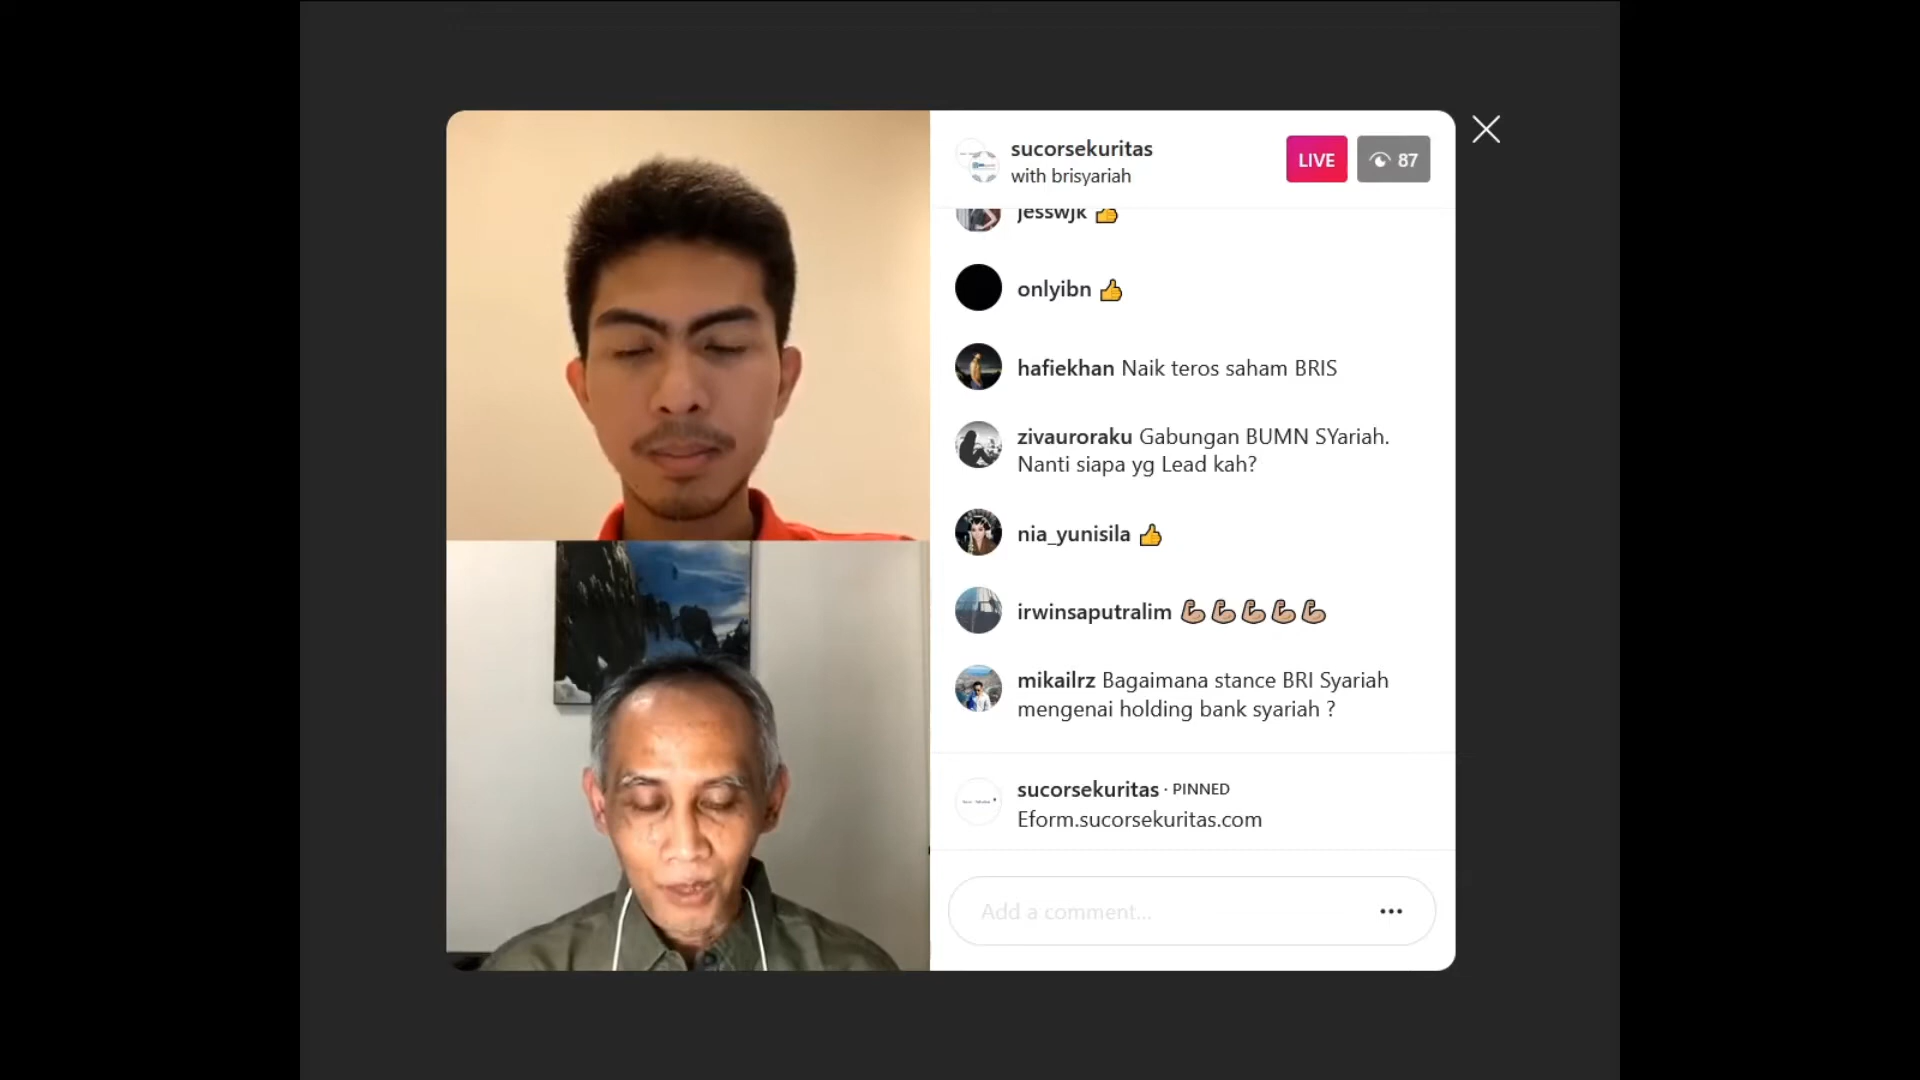 sucorsekuritas
with brisyariah
LIVE
87
jesswjk 👍
onlyibn 👍
hafiekhan Naik teros saham BRIS
zivauroraku Gabungan BUMN SYariah.
Nanti siapa yg Lead kah?
nia_yunisila 👍
irwinsaputralim 💪🏼💪🏼💪🏼💪🏼💪🏼
mikailrz Bagaimana stance BRI Syariah
mengenai holding bank syariah ?
sucorsekuritas · PINNED
Eform.sucorsekuritas.com
Add a comment...